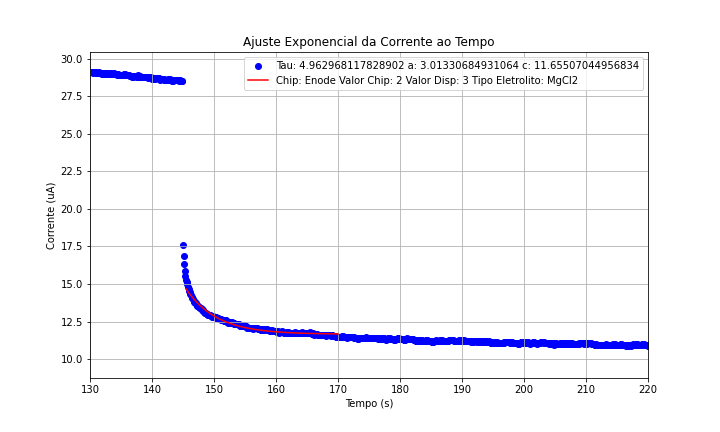 Ajuste Exponencial da Corrente ao Tempo
Tau: 4.962968117828902 a: 3.01330684931064 c: 11.65507044956834
Chip: Enode Valor Chip: 2 Valor Disp: 3 Tipo Eletrolito: MgCl2
Corrente (uA)
30.0
27.5
25.0
22.5
20.0
17.5
15.0
12.5
10.0
130 140 150 160 170 180 190 200 210 220
Tempo (s)